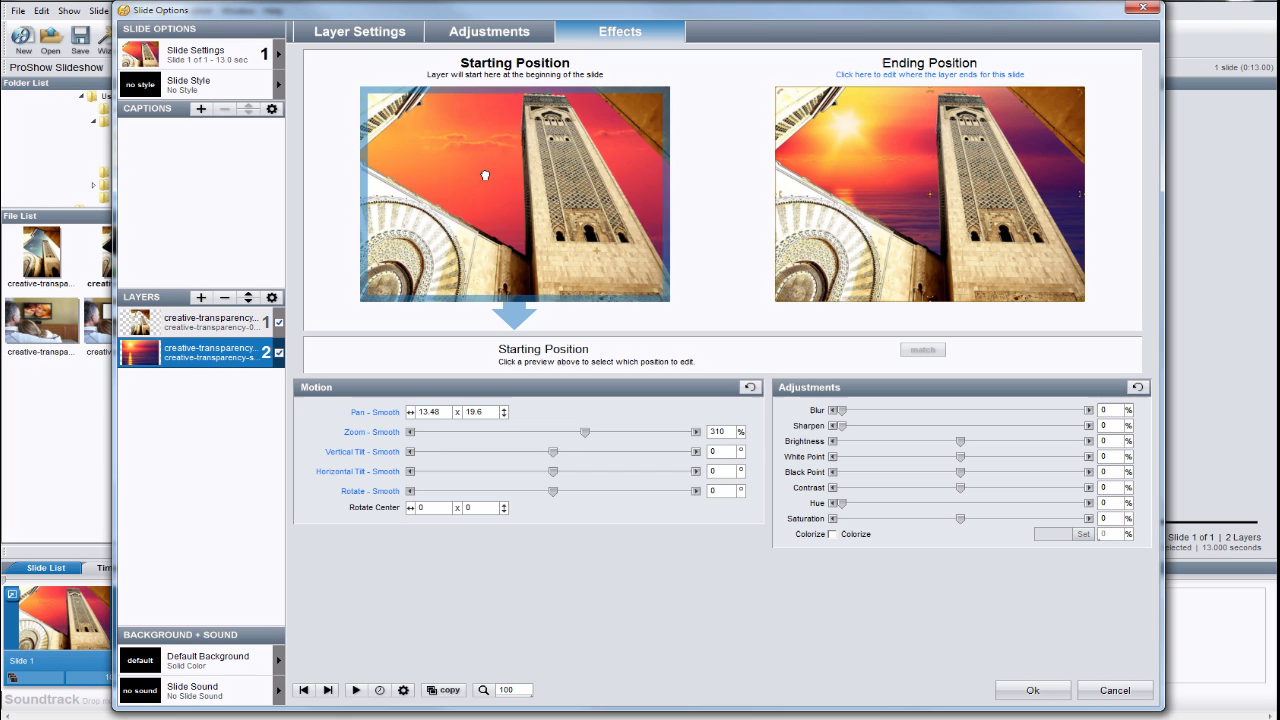 File Edit Show Slide
Window Help
Slide Options
New Open Save Wiz
ProShow Slideshow
1 slide (0:13.00)
Folder List
Us
File List
creative-transpa...
creative-transpa...
SLIDE OPTIONS
Slide Settings
Slide 1 of 1 - 13.0 sec
1
no style
Slide Style
No Style
CAPTIONS
LAYERS
creative-transparency...
creative-transparency-0...
1
creative-transparency...
creative-transparency-s...
2
BACKGROUND + SOUND
default
Default Background
Solid Color
no sound
Slide Sound
No Slide Sound
Layer Settings Adjustments Effects
Starting Position
Layer will start here at the beginning of the slide
Ending Position
Click here to edit where the layer ends for this slide
Starting Position
Click a preview above to select which position to edit.
match
Motion
Pan - Smooth 13.48 x 19.6
Zoom - Smooth 310 %
Vertical Tilt - Smooth 0 °
Horizontal Tilt - Smooth 0 °
Rotate - Smooth 0 °
Rotate Center 0 x 0
Adjustments
Blur 0 %
Sharpen 0 %
Brightness 0 %
White Point 0 %
Black Point 0 %
Contrast 0 %
Hue 0 %
Saturation 0 %
Colorize Colorize Set 0 %
copy 100
Ok Cancel
Slide 1 of 1 | 2 Layers
elected | 13.000 seconds
Slide List Tim
Slide 1
10
Soundtrack Drop m